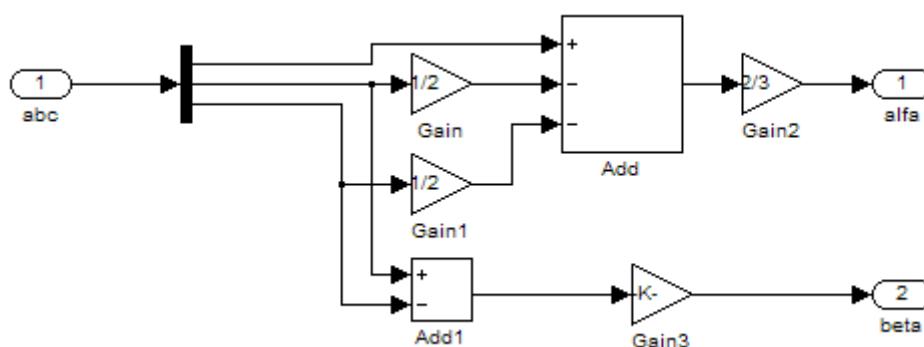 1
abc
1/2
Gain
1/2
Gain1
+
−
−
Add
2/3
Gain2
1
alfa
+
−
Add1
-K-
Gain3
2
beta